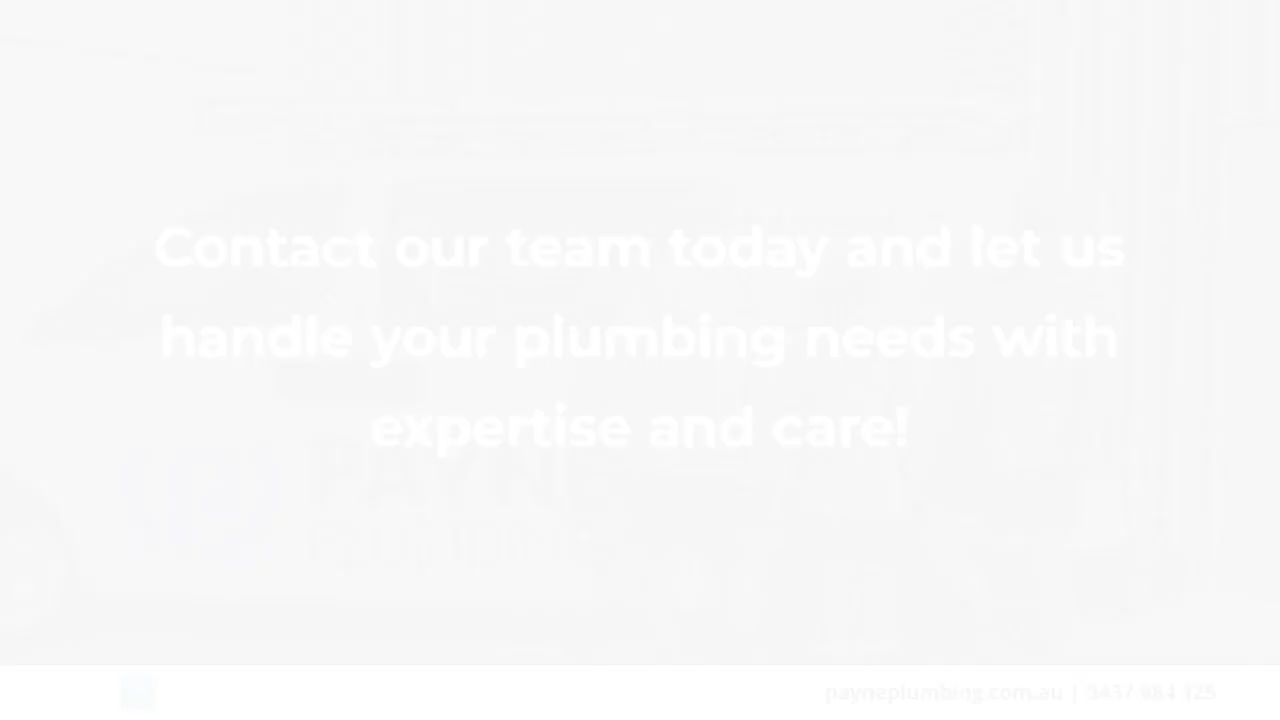 Contact our team today and let us
handle your plumbing needs with
expertise and care!
PAYNE
payneplumbing.com.au | 0437 684 125